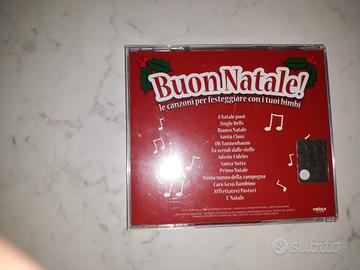 Buon Natale!
le canzoni per festeggiare con i tuoi bimbi
A Natale puoi
Jingle Bells
Bianco Natale
Santa Claus
Oh Tannenbaum
Tu scendi dalle stelle
Adeste Fideles
Santa Notte
Primo Natale
Ninna nanna della zampogna
Caro Gesù Bambino
Affrettatevi Pastori
E' Natale
subito